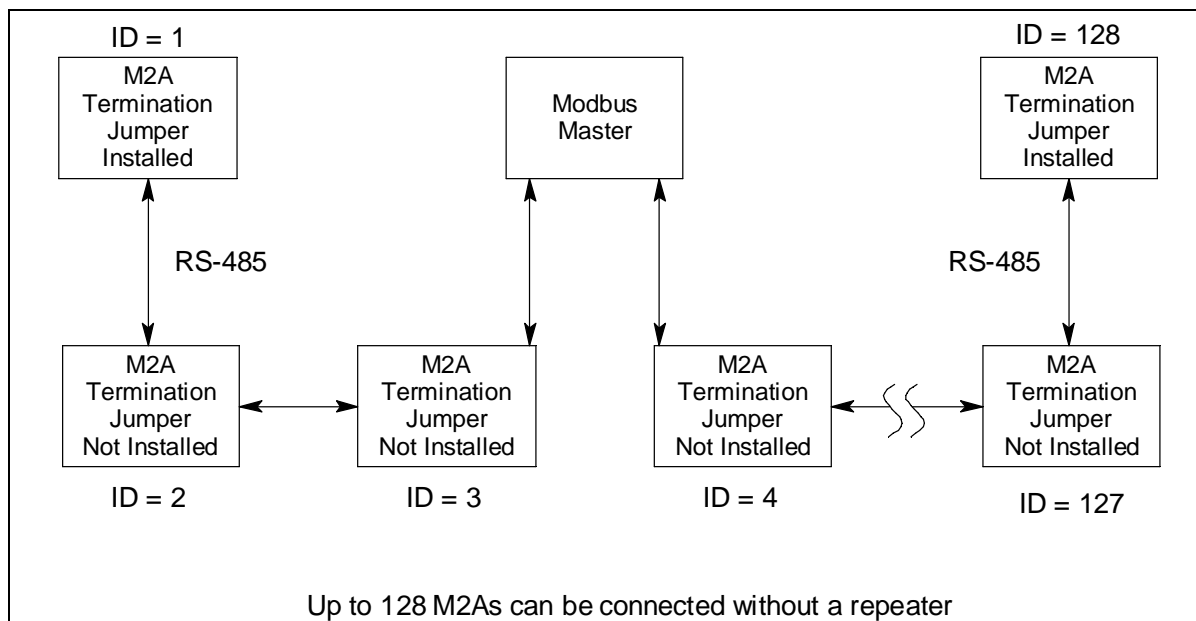 ID = 1
M2A
Termination
Jumper
Installed
Modbus
Master
ID = 128
M2A
Termination
Jumper
Installed
RS-485
RS-485
M2A
Termination
Jumper
Not Installed
ID = 2
M2A
Termination
Jumper
Not Installed
ID = 3
M2A
Termination
Jumper
Not Installed
ID = 4
M2A
Termination
Jumper
Not Installed
ID = 127
Up to 128 M2As can be connected without a repeater